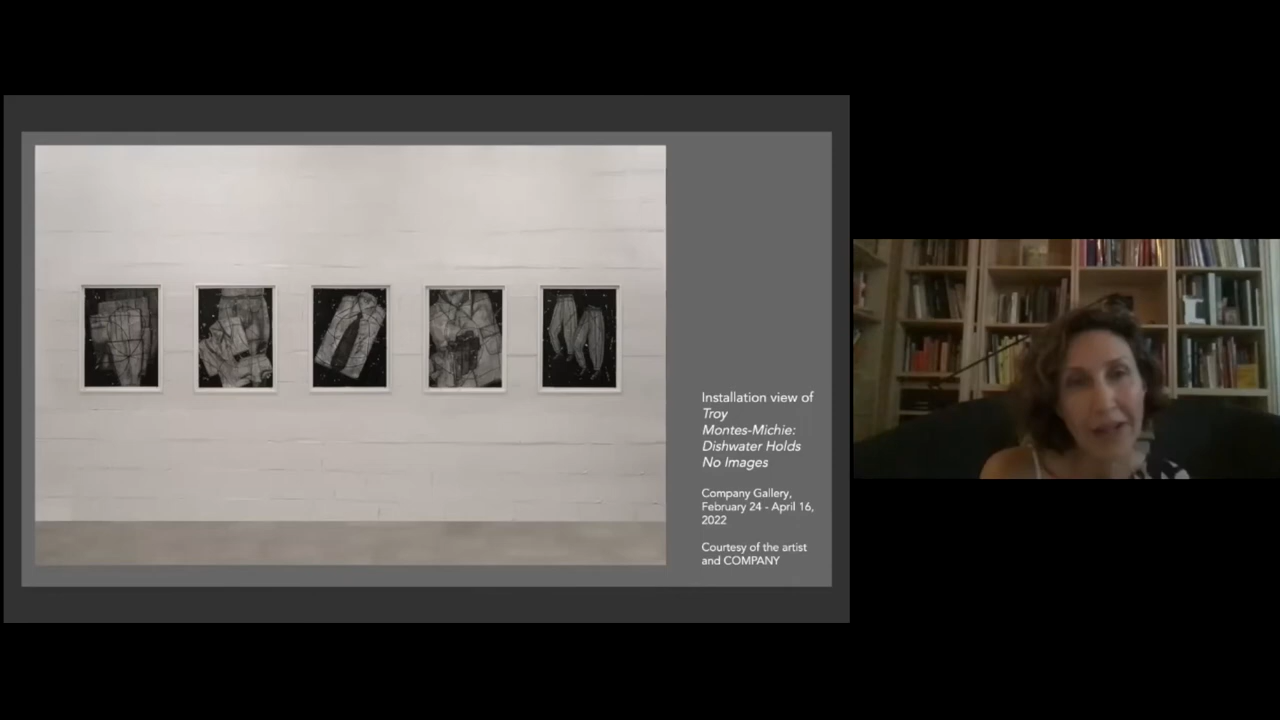 Installation view of
Troy
Montes-Michie:
Dishwater Holds
No Images
Company Gallery,
February 24 - April 16,
2022
Courtesy of the artist
and COMPANY